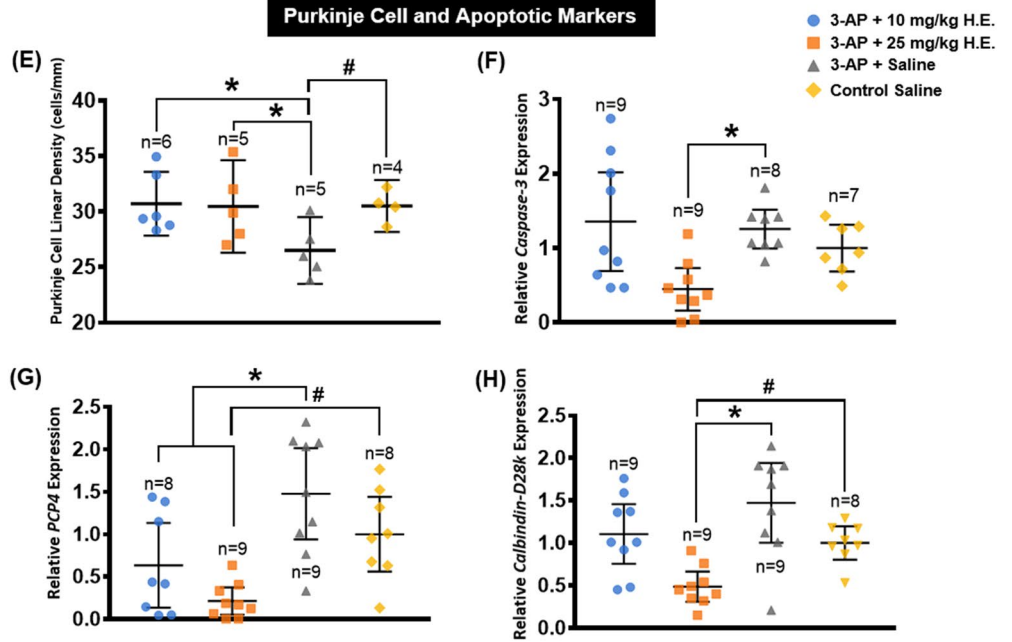 Purkinje Cell and Apoptotic Markers
3-AP + 10 mg/kg H.E.
3-AP + 25 mg/kg H.E.
3-AP + Saline
Control Saline
(E)
Purkinje Cell Linear Density (cells/mm)
40
35
30
25
20
n=6
*
n=5
*
n=5
#
n=4
(F)
Relative Caspase-3 Expression
3
2
1
0
n=9
n=9
*
n=8
n=7
(G)
Relative PCP4 Expression
2.5
2.0
1.5
1.0
0.5
0.0
n=8
*
n=9
#
n=9
n=8
(H)
Relative Calbindin-D28k Expression
2.5
2.0
1.5
1.0
0.5
0.0
n=9
n=9
*
#
n=9
n=8